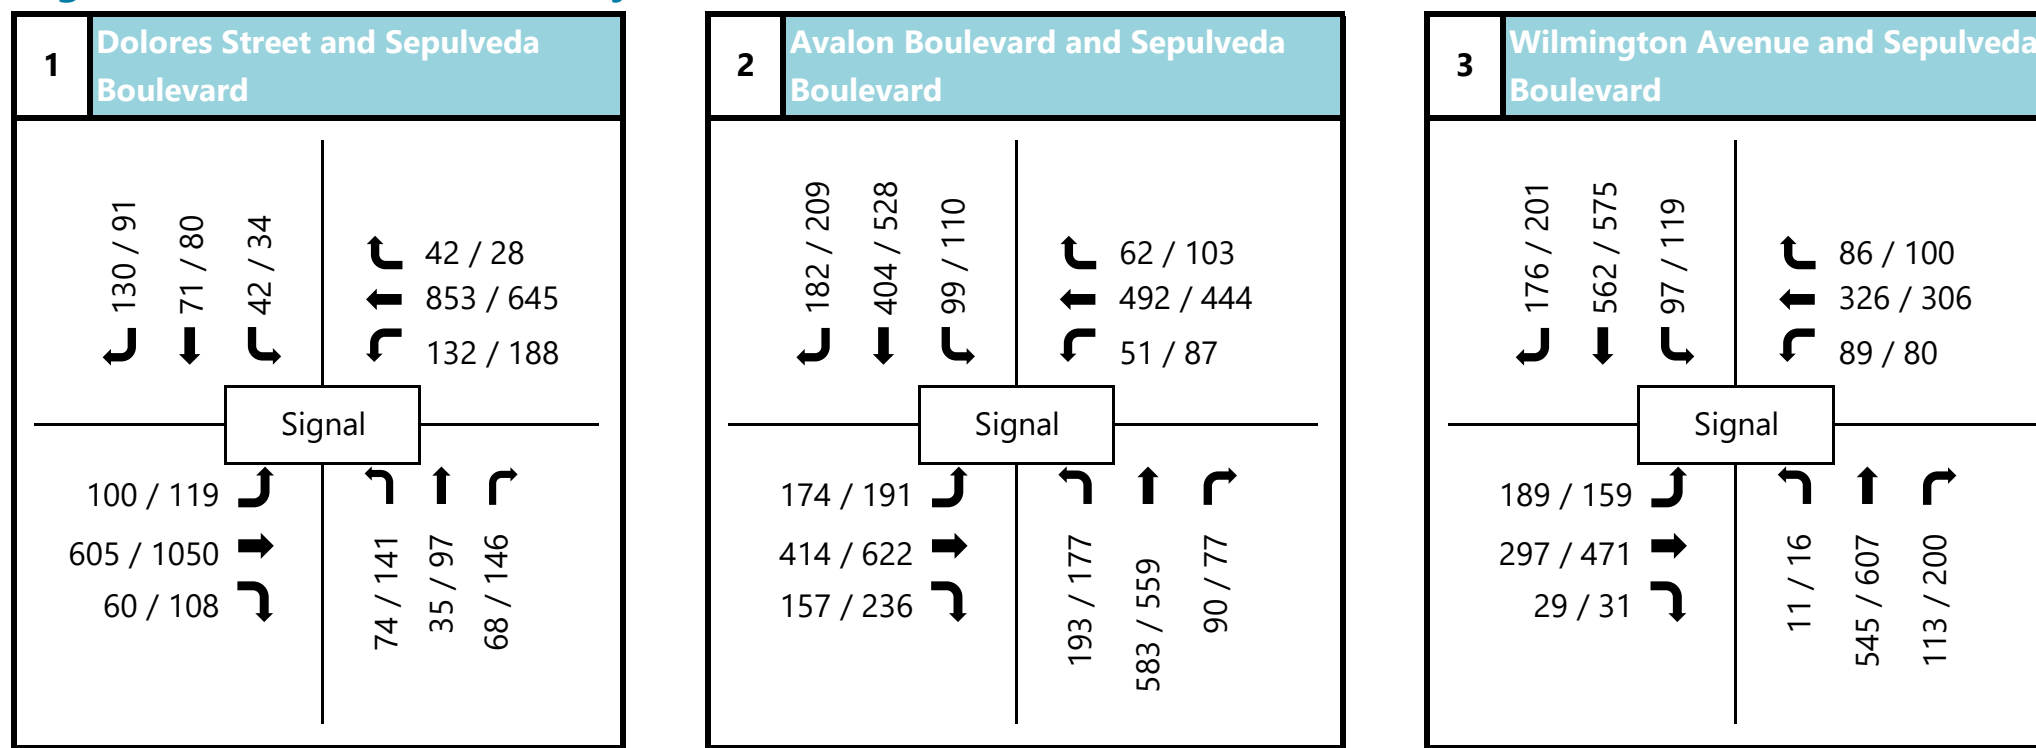 1
Dolores Street and Sepulveda
Boulevard
130 / 91
71 / 80
42 / 34
42 / 28
853 / 645
132 / 188
Signal
100 / 119
605 / 1050
60 / 108
74 / 141
35 / 97
68 / 146
2
Avalon Boulevard and Sepulveda
Boulevard
182 / 209
404 / 528
99 / 110
62 / 103
492 / 444
51 / 87
Signal
174 / 191
414 / 622
157 / 236
193 / 177
583 / 559
90 / 77
3
Wilmington Avenue and Sepulveda
Boulevard
176 / 201
562 / 575
97 / 119
86 / 100
326 / 306
89 / 80
Signal
189 / 159
297 / 471
29 / 31
11 / 16
545 / 607
113 / 200